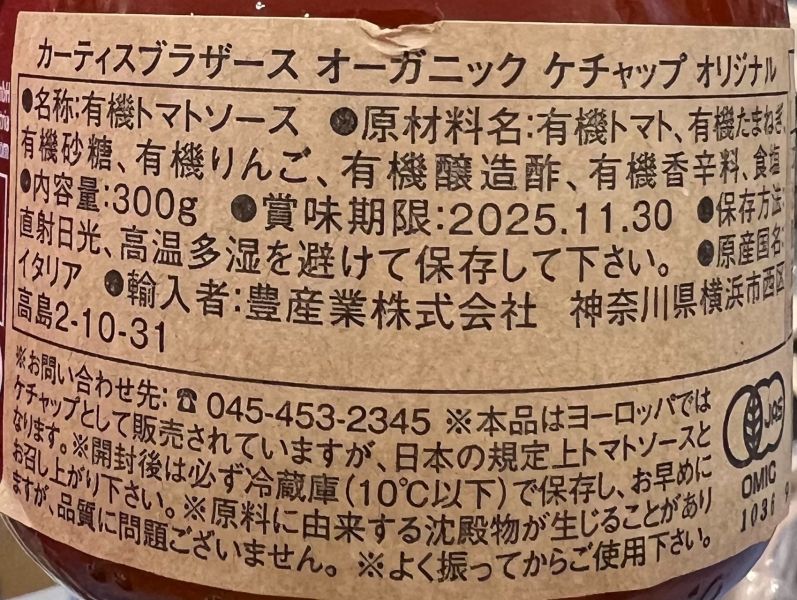 カーティスブラザース オーガニック ケチャップ オリジナル
●名称:有機トマトソース ●原材料名:有機トマト、有機たまねぎ、
有機砂糖、有機りんご、有機醸造酢、有機香辛料、食塩
●内容量:300g ●賞味期限:2025.11.30 ●保存方法:
直射日光、高温多湿を避けて保存して下さい。 ●原産国名:
イタリア ●輸入者:豊産業株式会社 神奈川県横浜市西区
高島2-10-31
※お問い合わせ先:☎045-453-2345 ※本品はヨーロッパでは
ケチャップとして販売されていますが、日本の規定上トマトソースと
なります。※開封後は必ず冷蔵庫(10℃以下)で保存し、お早めに
お召し上がり下さい。※原料に由来する沈殿物が生じることがあり
ますが、品質に問題ございません。※よく振ってからご使用下さい。
JAS
OMIC
1036